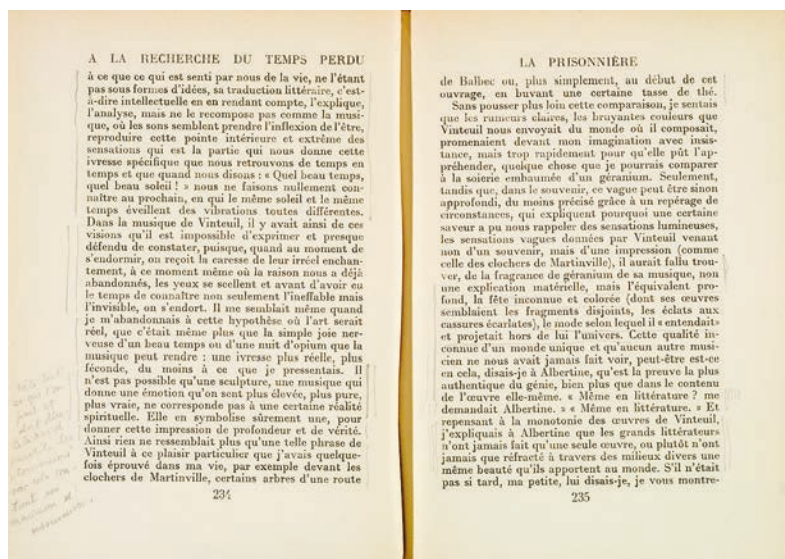 A LA RECHERCHE DU TEMPS PERDU
à ce que ce qui est senti par nous de la vie, ne l'étant
pas sous formes d'idées, sa traduction littéraire, c'est-
à-dire intellectuelle en en rendant compte, l'explique,
l'analyse, mais ne le recompose pas comme la musi-
que, où les sons semblent prendre l'inflexion de l'être,
reproduire cette pointe intérieure et extrême des
sensations qui est la partie qui nous donne cette
ivresse spécifique que nous retrouvons de temps en
temps et que quand nous disons : « Quel beau temps,
quel beau soleil ! » nous ne faisons nullement con-
naître au prochain, en qui le même soleil et le même
temps éveillent des vibrations toutes différentes.
Dans la musique de Vinteuil, il y avait ainsi de ces
visions qu'il est impossible d'exprimer et presque
défendu de constater, puisque, quand au moment de
s'endormir, on reçoit la caresse de leur irréel enchan-
tement, à ce moment même où la raison nous a déjà
abandonnés, les yeux se scellent et avant d'avoir eu
le temps de connaître non seulement l'ineffable mais
l'invisible, on s'endort. Il me semblait même quand
je m'abandonnais à cette hypothèse où l'art serait
réel, que c'était même plus que la simple joie ner-
veuse d'un beau temps ou d'une nuit d'opium que la
musique peut rendre : une ivresse plus réelle, plus
féconde, du moins à ce que je pressentais. Il
n'est pas possible qu'une sculpture, une musique qui
donne une émotion qu'on sent plus élevée, plus pure,
plus vraie, ne corresponde pas à une certaine réalité
spirituelle. Elle en symbolise sûrement une, pour
donner cette impression de profondeur et de vérité.
Ainsi rien ne ressemblait plus qu'une telle phrase de
Vinteuil à ce plaisir particulier que j'avais quelque-
fois éprouvé dans ma vie, par exemple devant les
clochers de Martinville, certains arbres d'une route
234
LA PRISONNIÈRE
de Balbec ou, plus simplement, au début de cet
ouvrage, en buvant une certaine tasse de thé.
Sans pousser plus loin cette comparaison, je sentais
que les rumeurs claires, les bruyantes couleurs que
Vinteuil nous envoyait du monde où il composait,
promenaient devant mon imagination avec insis-
tance, mais trop rapidement pour qu'elle pût l'ap-
préhender, quelque chose que je pourrais comparer
à la soierie embaumée d'un géranium. Seulement,
tandis que, dans le souvenir, ce vague peut être sinon
approfondi, du moins précisé grâce à un repérage de
circonstances, qui expliquent pourquoi une certaine
saveur a pu nous rappeler des sensations lumineuses,
les sensations vagues données par Vinteuil venant
non d'un souvenir, mais d'une impression (comme
celle des clochers de Martinville), il aurait fallu trou-
ver, de la fragrance de géranium de sa musique, non
une explication matérielle, mais l'équivalent pro-
fond, la fête inconnue et colorée (dont ses œuvres
semblaient les fragments disjoints, les éclats aux
cassures écarlates), le mode selon lequel il « entendait»
et projetait hors de lui l'univers. Cette qualité in-
connue d'un monde unique et qu'aucun autre musi-
cien ne nous avait jamais fait voir, peut-être est-ce
en cela, disais-je à Albertine, qu'est la preuve la plus
authentique du génie, bien plus que dans le contenu
de l'œuvre elle-même. « Même en littérature ? me
demandait Albertine. » « Même en littérature. » Et
repensant à la monotonie des œuvres de Vinteuil,
j'expliquais à Albertine que les grands littérateurs
n'ont jamais fait qu'une seule œuvre, ou plutôt n'ont
jamais que réfracté à travers des milieux divers une
même beauté qu'ils apportent au monde. S'il n'était
pas si tard, ma petite, lui disais-je, je vous montre-
235